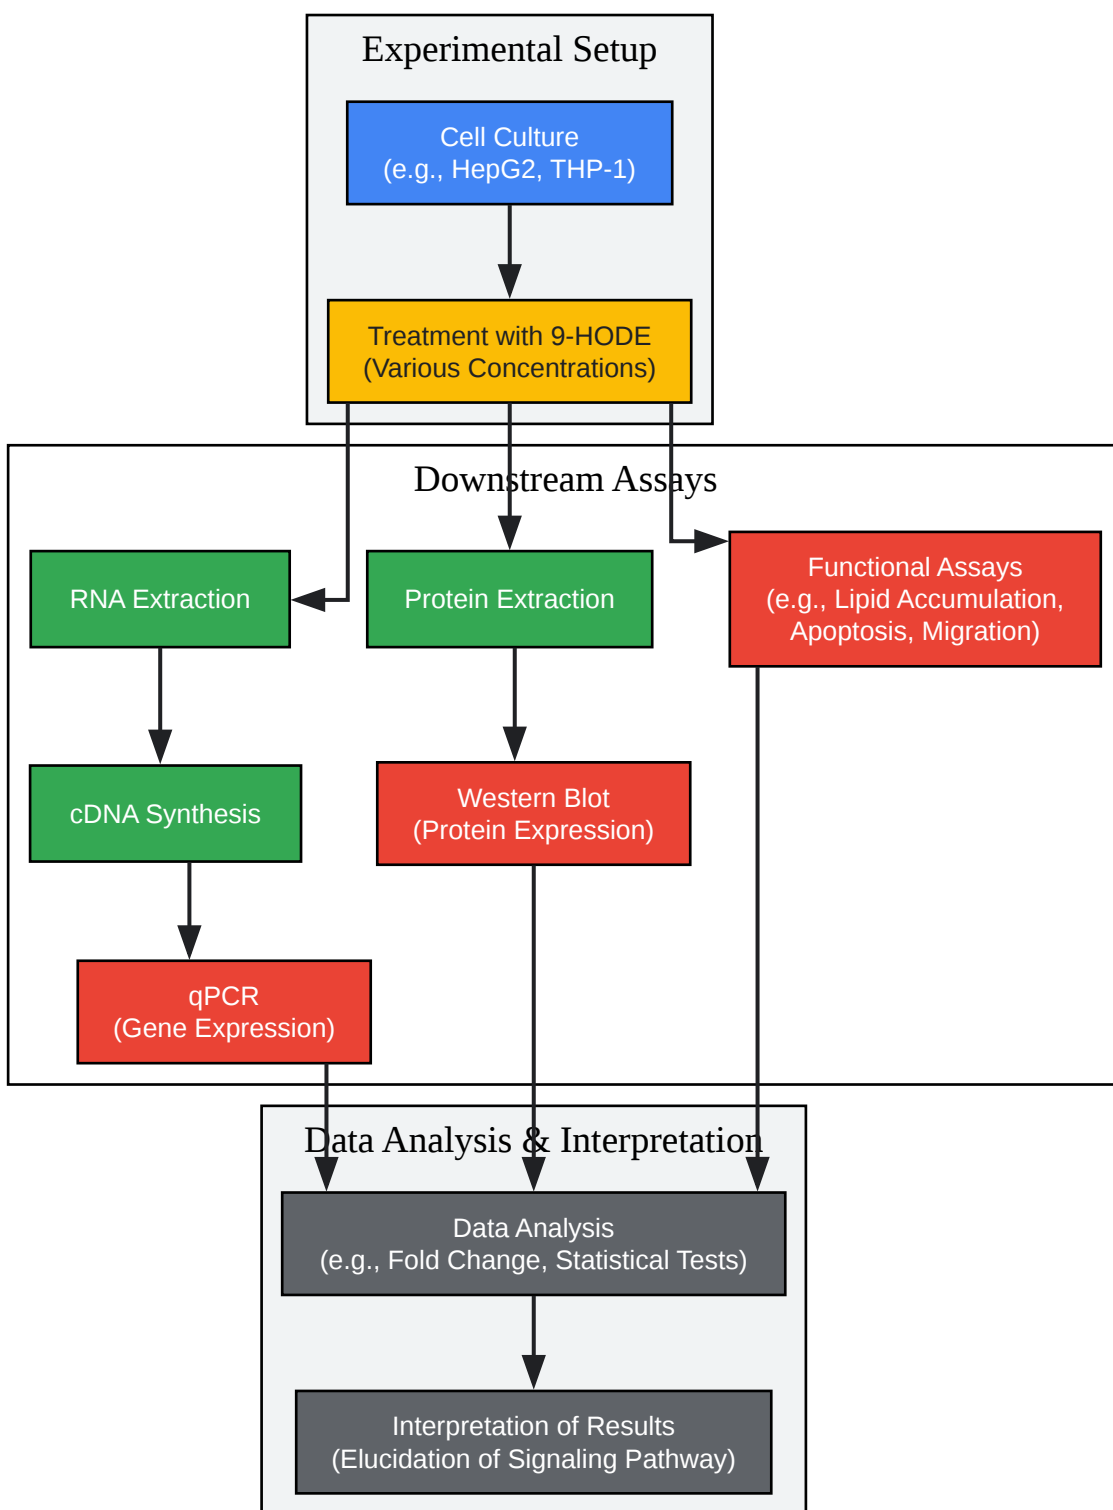 Experimental Setup
Cell Culture
(e.g., HepG2, THP-1)
Treatment with 9-HODE
(Various Concentrations)
Downstream Assays
RNA Extraction
Protein Extraction
Functional Assays
(e.g., Lipid Accumulation,
Apoptosis, Migration)
cDNA Synthesis
Western Blot
(Protein Expression)
qPCR
(Gene Expression)
Data Analysis & Interpretation
Data Analysis
(e.g., Fold Change, Statistical Tests)
Interpretation of Results
(Elucidation of Signaling Pathway)